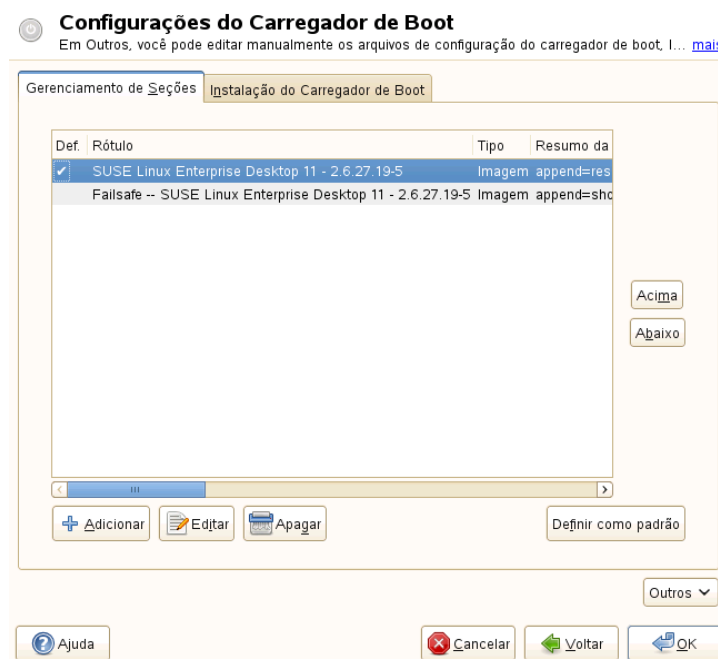 Configurações do Carregador de Boot
Em Outros, você pode editar manualmente os arquivos de configuração do carregador de boot, l... mais
Gerenciamento de Seções
Instalação do Carregador de Boot
Def. Rótulo Tipo Resumo da
SUSE Linux Enterprise Desktop 11 - 2.6.27.19-5 Imagem append=res
Failsafe -- SUSE Linux Enterprise Desktop 11 - 2.6.27.19-5 Imagem append=sho
Acima
Abaixo
Adicionar Editar Apagar Definir como padrão
Outros
Ajuda Cancelar Voltar OK